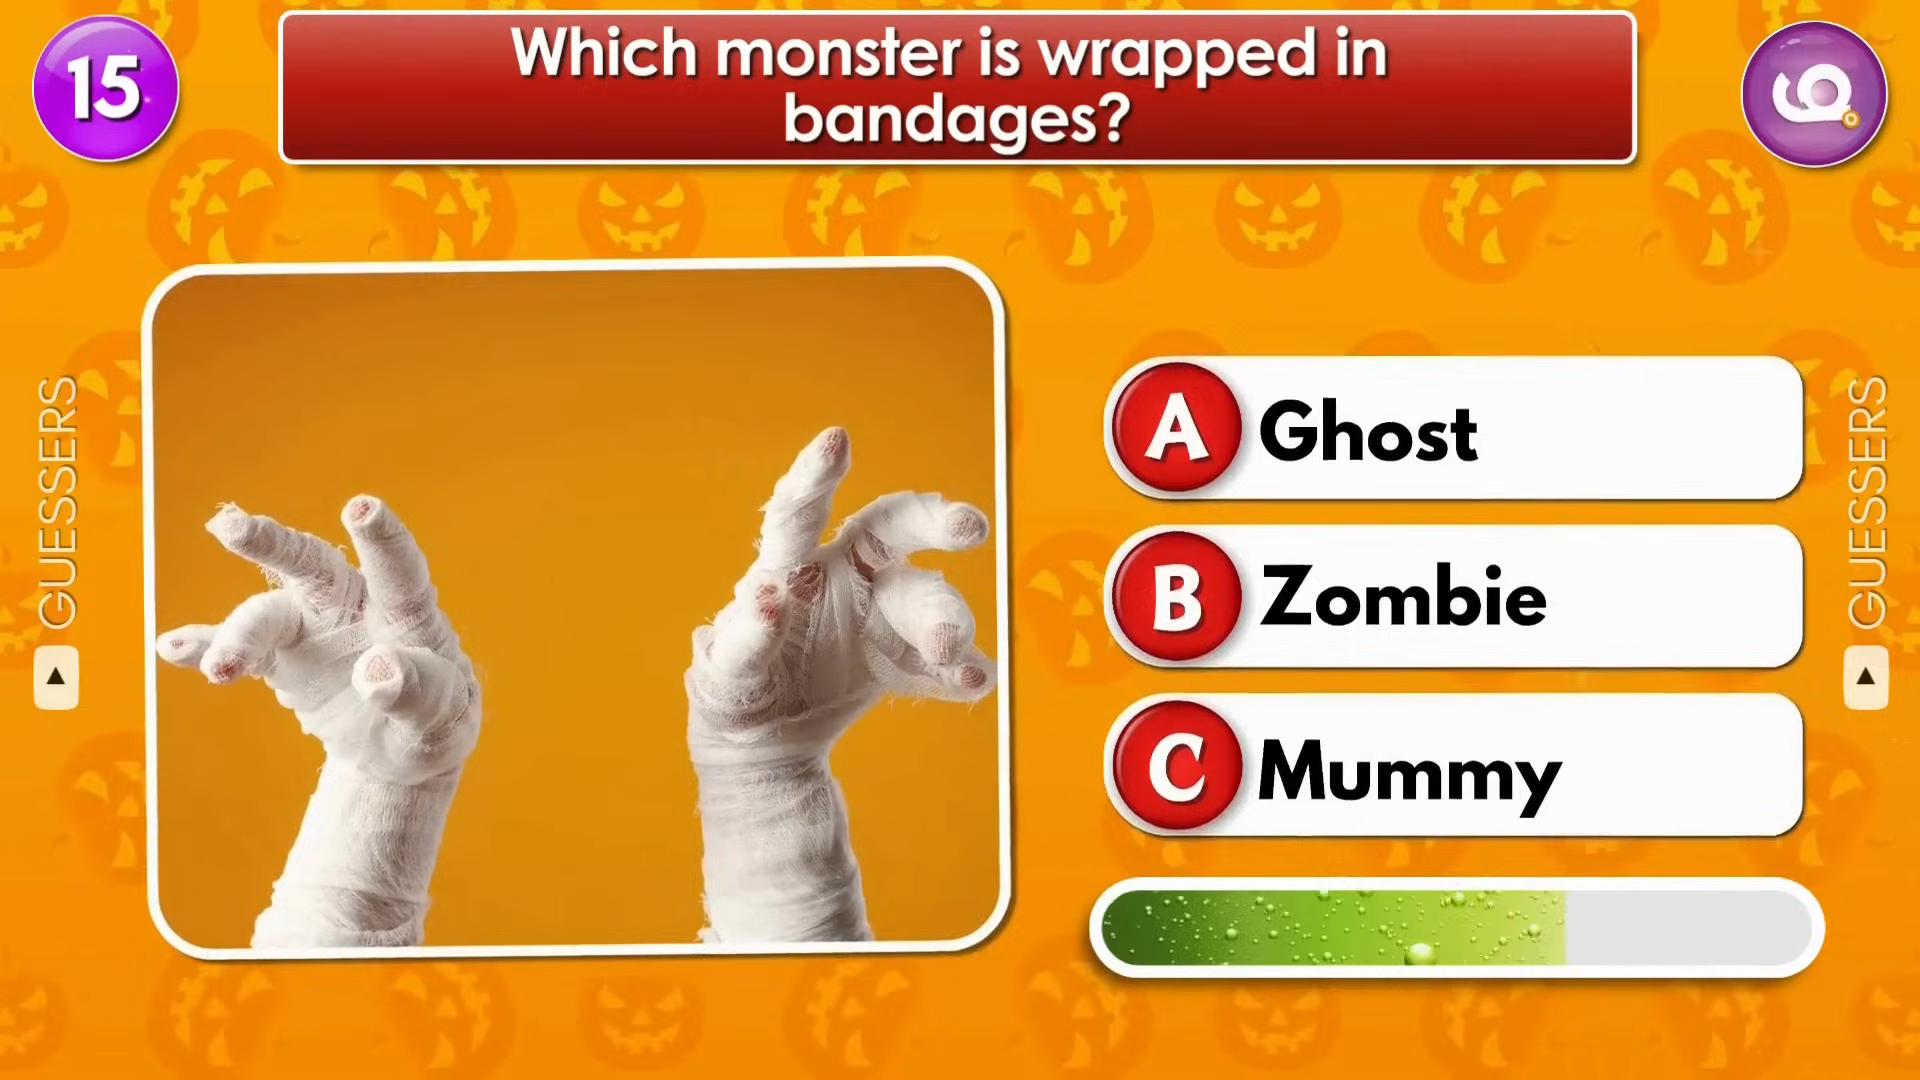 15
Which monster is wrapped in
bandages?
GUESSERS
A Ghost
B Zombie
C Mummy
GUESSERS